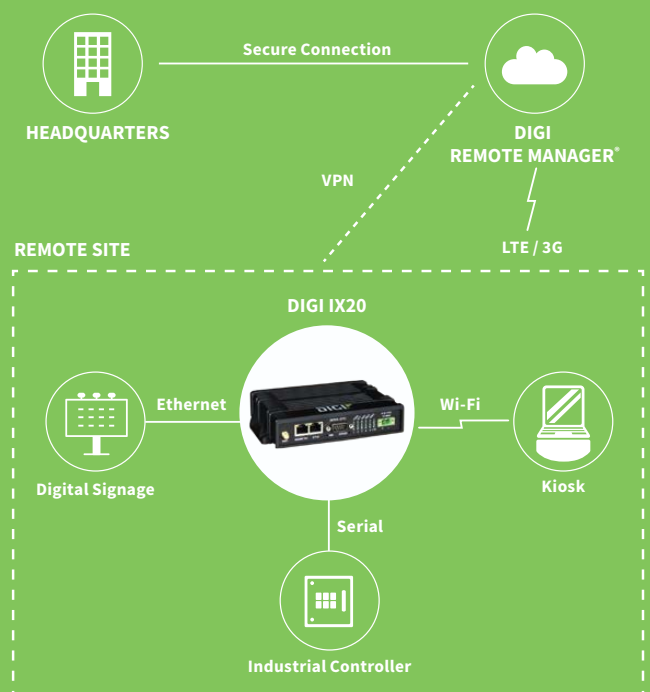 Secure Connection
HEADQUARTERS
DIGI
REMOTE MANAGER®
VPN
LTE / 3G
REMOTE SITE
DIGI IX20
Ethernet
DIGI
Wi-Fi
Digital Signage
Kiosk
Serial
Industrial Controller